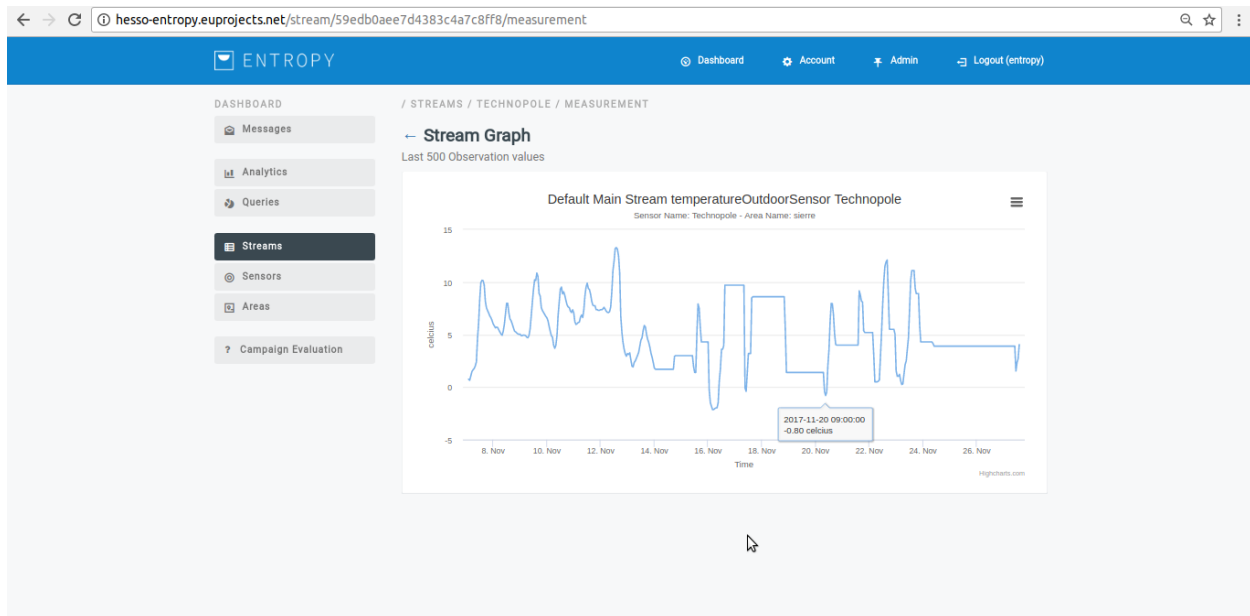 hesso-entropy.euprojects.net/stream/59edb0aee7d4383c4a7c8ff8/measurement
ENTROPY
Dashboard Account Admin Logout (entropy)
DASHBOARD
Messages
Analytics
Queries
Streams
Sensors
Areas
? Campaign Evaluation
/ STREAMS / TECHNOPOLE / MEASUREMENT
← Stream Graph
Last 500 Observation values
Default Main Stream temperatureOutdoorSensor Technopole
Sensor Name: Technopole - Area Name: sierre
15
10
5
0
-5
celcius
2017-11-20 09:00:00
-0.80 celcius
8. Nov 10. Nov 12. Nov 14. Nov 16. Nov 18. Nov 20. Nov 22. Nov 24. Nov 26. Nov
Time
Highcharts.com